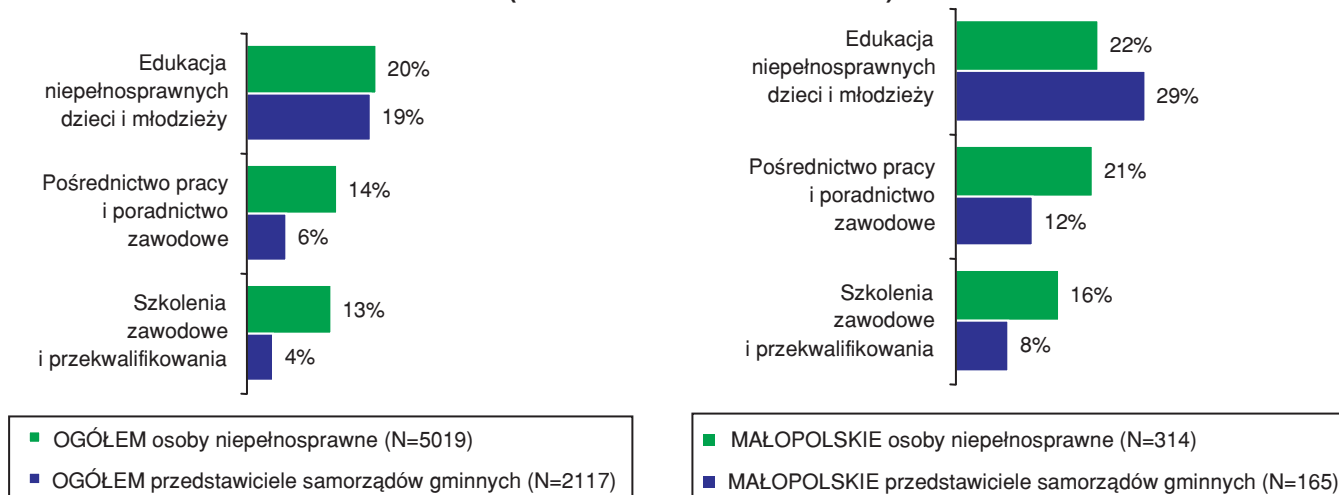 Edukacja
niepełnosprawnych
dzieci i młodzieży
20%
19%
Pośrednictwo pracy
i poradnictwo
zawodowe
14%
6%
Szkolenia
zawodowe
i przekwalifikowania
13%
4%
■ OGÓŁEM osoby niepełnosprawne (N=5019)
■ OGÓŁEM przedstawiciele samorządów gminnych (N=2117)
Edukacja
niepełnosprawnych
dzieci i młodzieży
22%
29%
Pośrednictwo pracy
i poradnictwo
zawodowe
21%
12%
Szkolenia
zawodowe
i przekwalifikowania
16%
8%
■ MAŁOPOLSKIE osoby niepełnosprawne (N=314)
■ MAŁOPOLSKIE przedstawiciele samorządów gminnych (N=165)